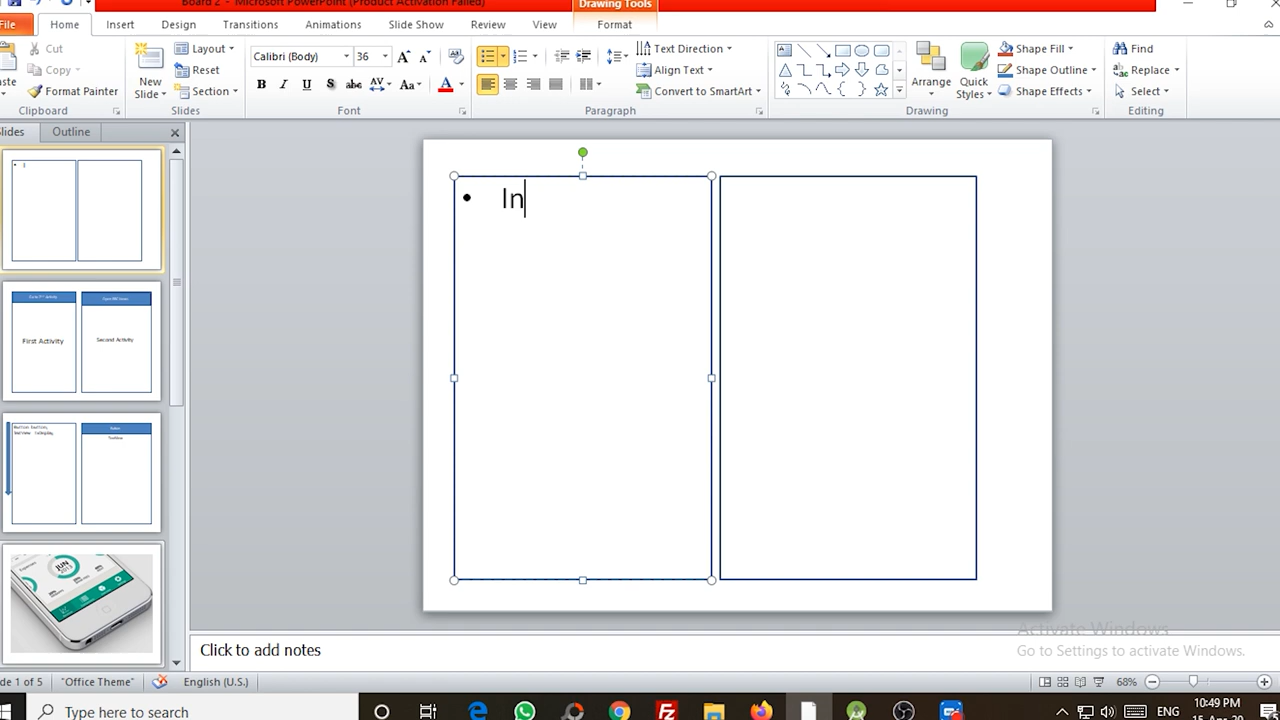 Board 2 - Microsoft PowerPoint (Product Activation Failed)
Drawing Tools
File
Home
Insert
Design
Transitions
Animations
Slide Show
Review
View
Format
Cut
Copy
Format Painter
Clipboard
New
Slide
Layout
Reset
Section
Slides
Calibri (Body)
36
B I U S abc AV Aa A
Font
Text Direction
Align Text
Convert to SmartArt
Paragraph
Arrange
Quick
Styles
Shape Fill
Shape Outline
Shape Effects
Drawing
Find
Replace
Select
Editing
Outline
• In
First Activity
Second Activity
JUN
Click to add notes
Activate Windows
Go to Settings to activate Windows.
de 1 of 5
"Office Theme"
English (U.S.)
68%
Type here to search
ENG
10:49 PM